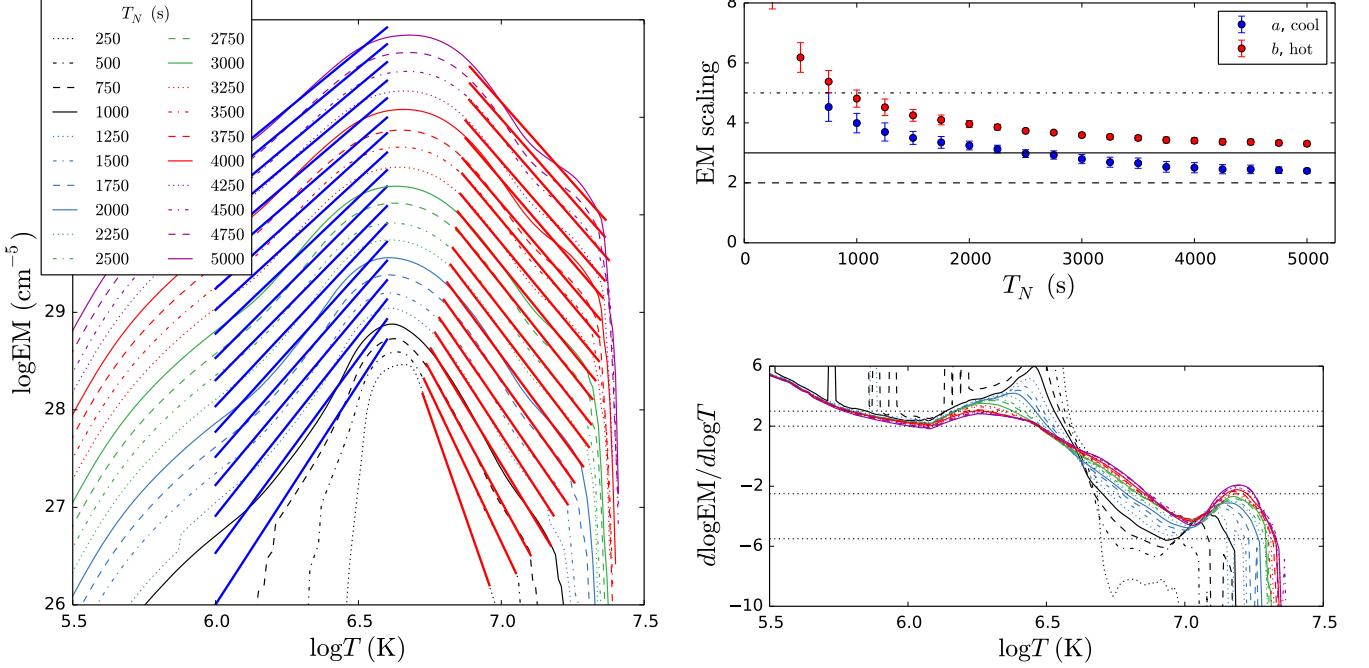 T_N (s)
250 2750
500 3000
750 3250
1000 3500
1250 3750
1500 4000
1750 4250
2000 4500
2250 4750
2500 5000
logEM (cm⁻⁵)
29
28
27
26
5.5 6.0 6.5 7.0 7.5
logT (K)
8
6
4
2
0
EM scaling
a, cool
b, hot
0 1000 2000 3000 4000 5000
T_N (s)
6
2
−2
−6
−10
dlogEM/dlogT
5.5 6.0 6.5 7.0 7.5
logT (K)